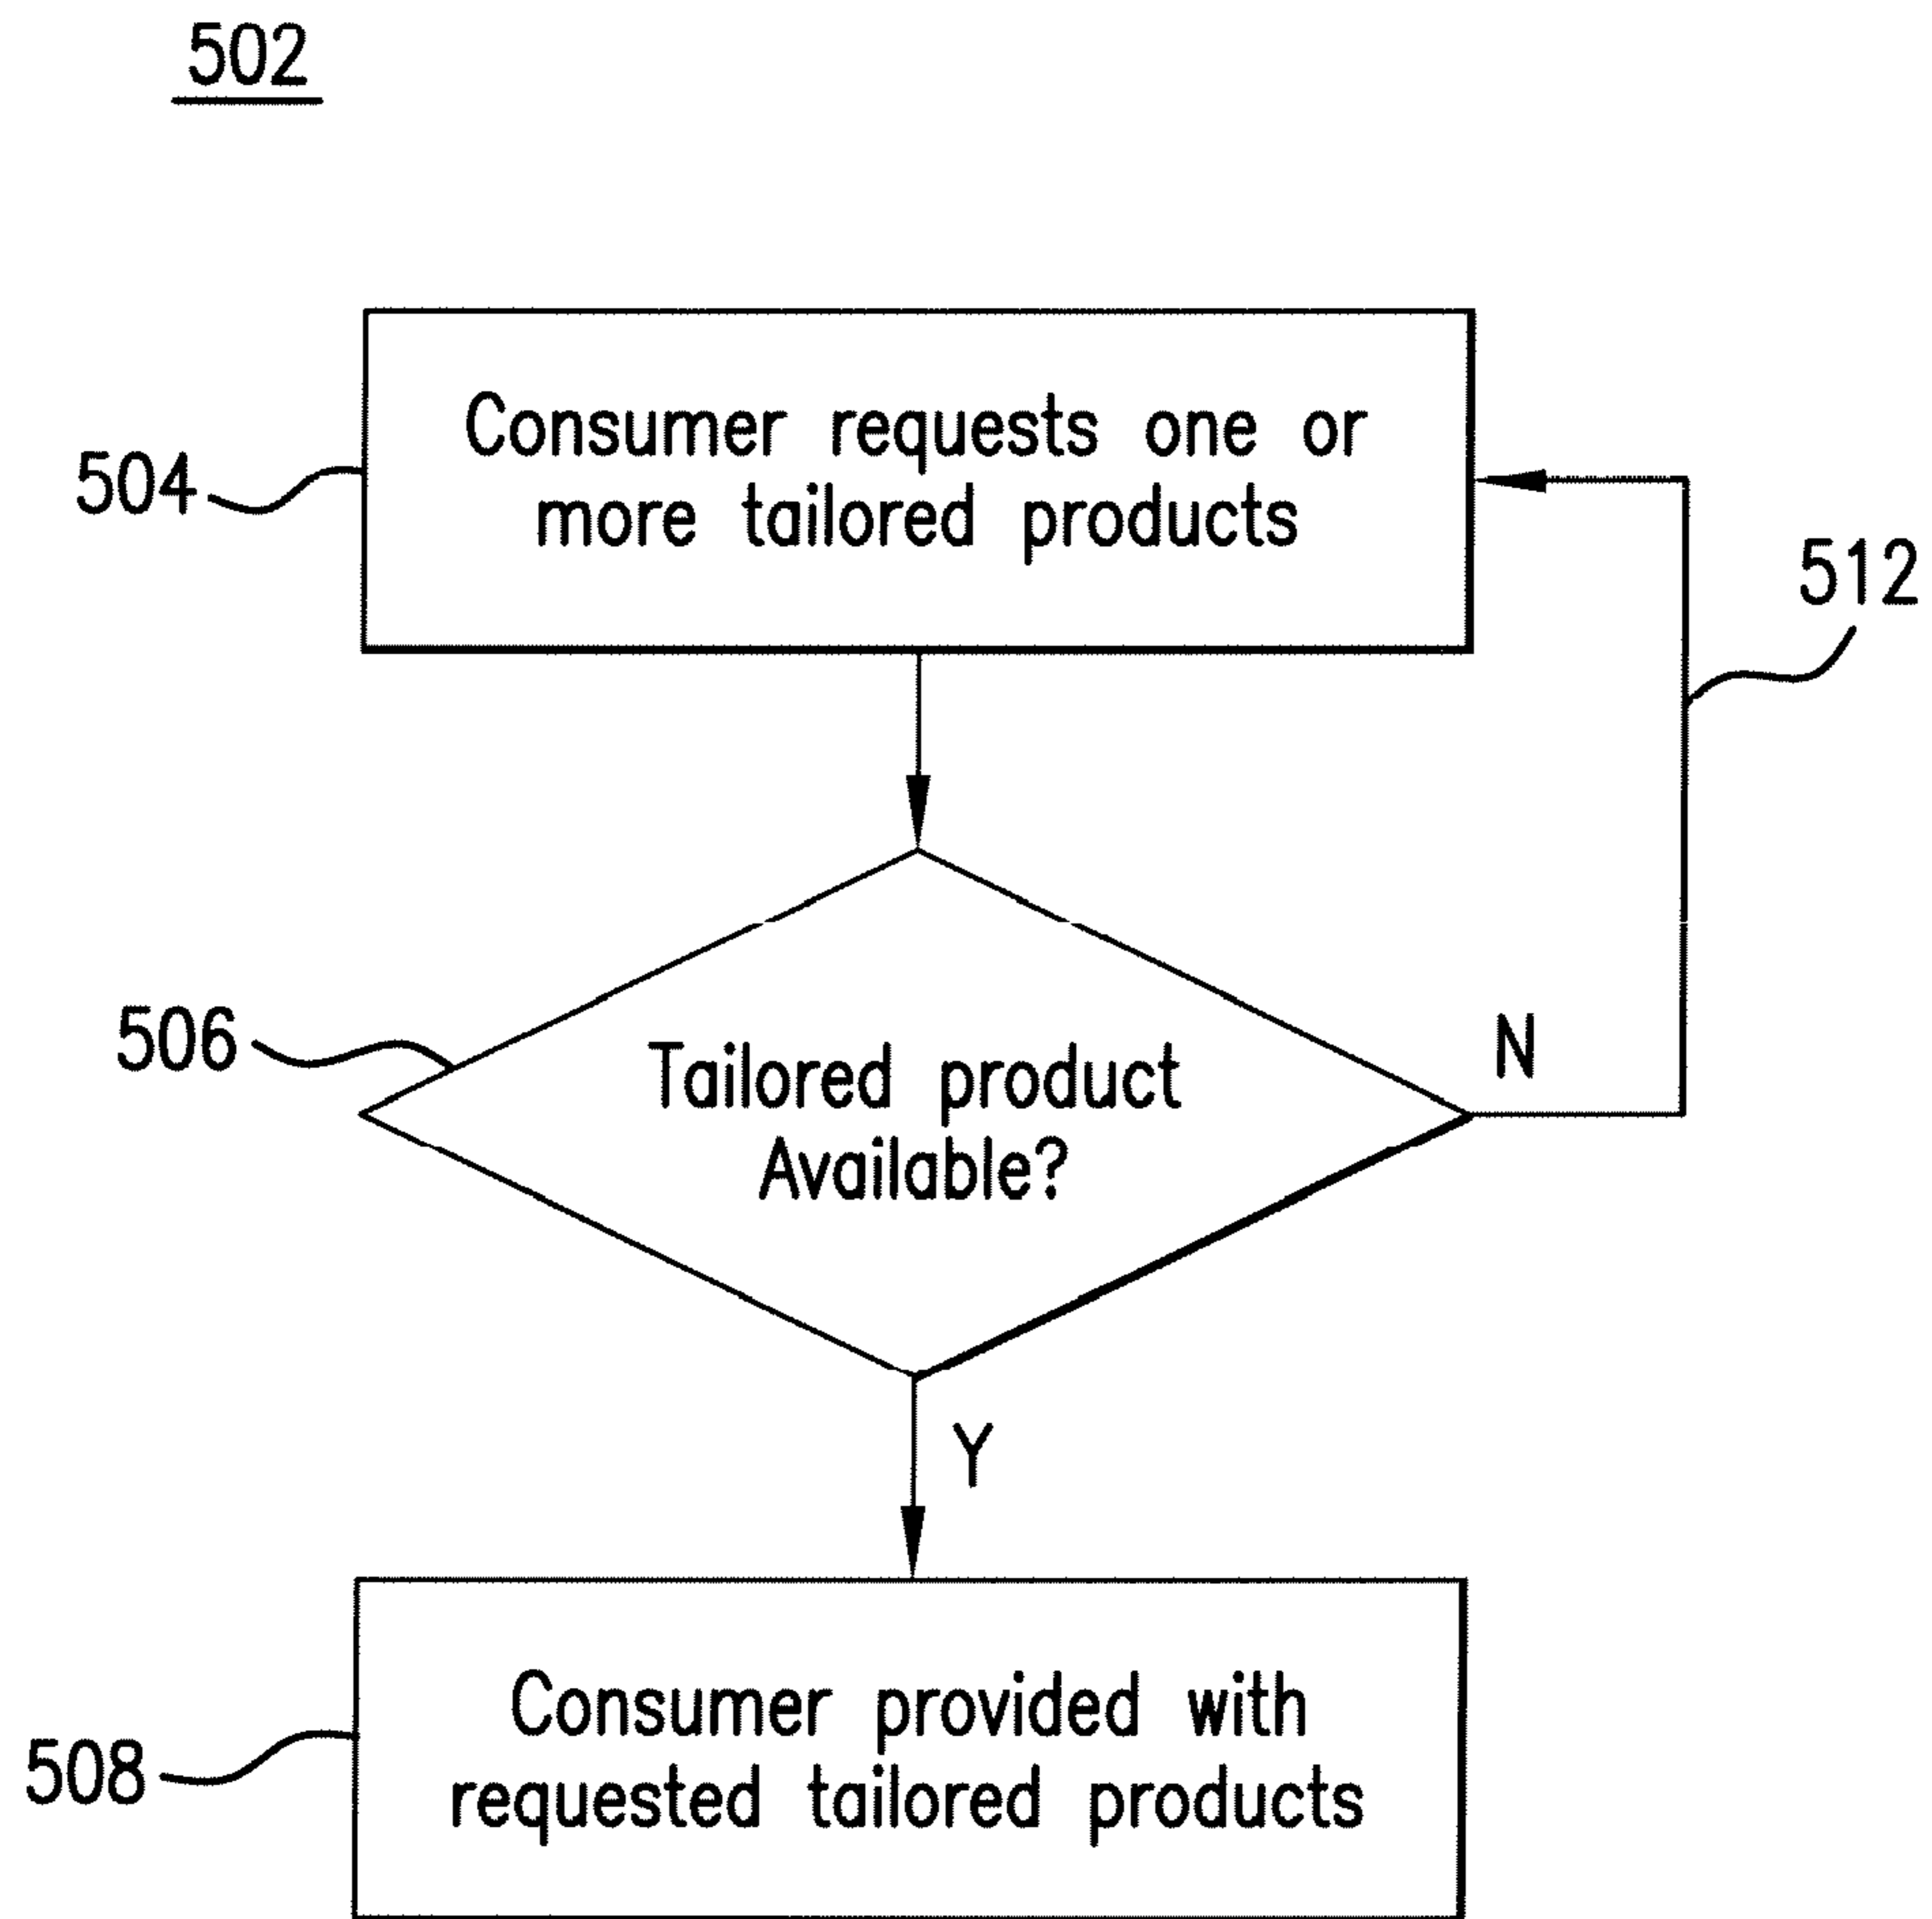 502
Consumer requests one or
more tailored products
504
512
506
Tailored product
Available?
N
Y
Consumer provided with
requested tailored products
508